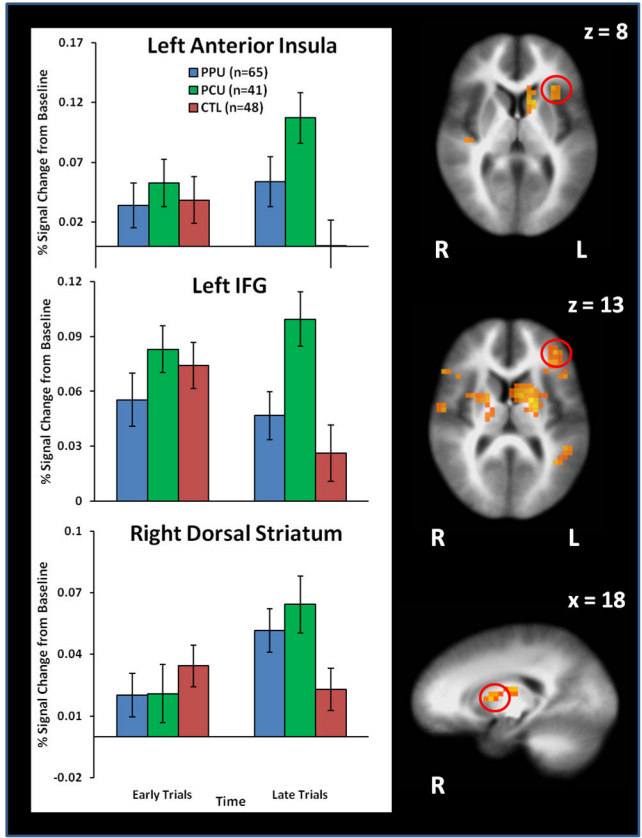 Left Anterior Insula
PPU (n=65)
PCU (n=41)
CTL (n=48)
% Signal Change from Baseline
0.17
0.12
0.07
0.02
z = 8
R
L
Left IFG
% Signal Change from Baseline
0.12
0.09
0.06
0.03
0
z = 13
R
L
Right Dorsal Striatum
% Signal Change from Baseline
0.1
0.07
0.04
0.01
-0.02
Early Trials
Time
Late Trials
x = 18
R